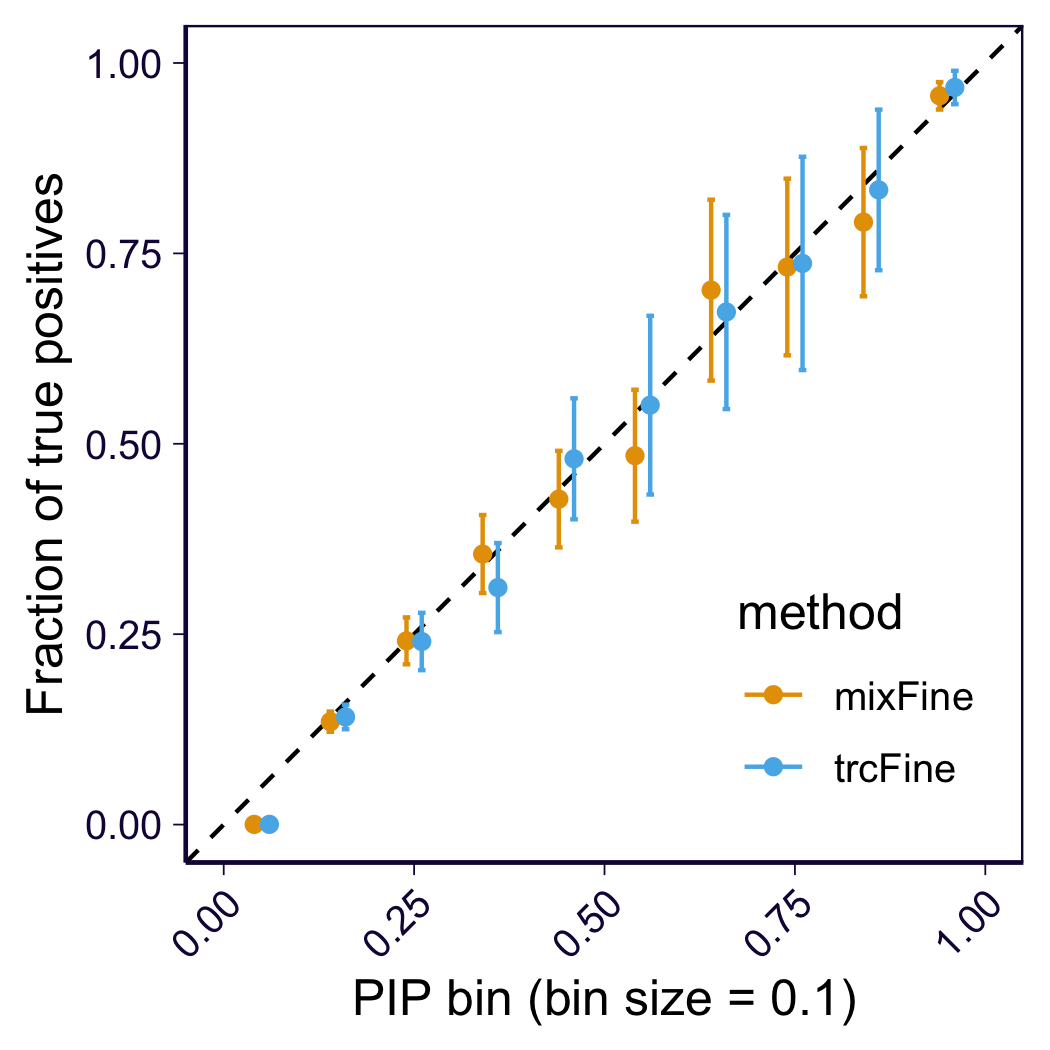 Fraction of true positives
1.00
0.75
0.50
0.25
0.00
method
mixFine
trcFine
0.00
0.25
0.50
0.75
1.00
PIP bin (bin size = 0.1)